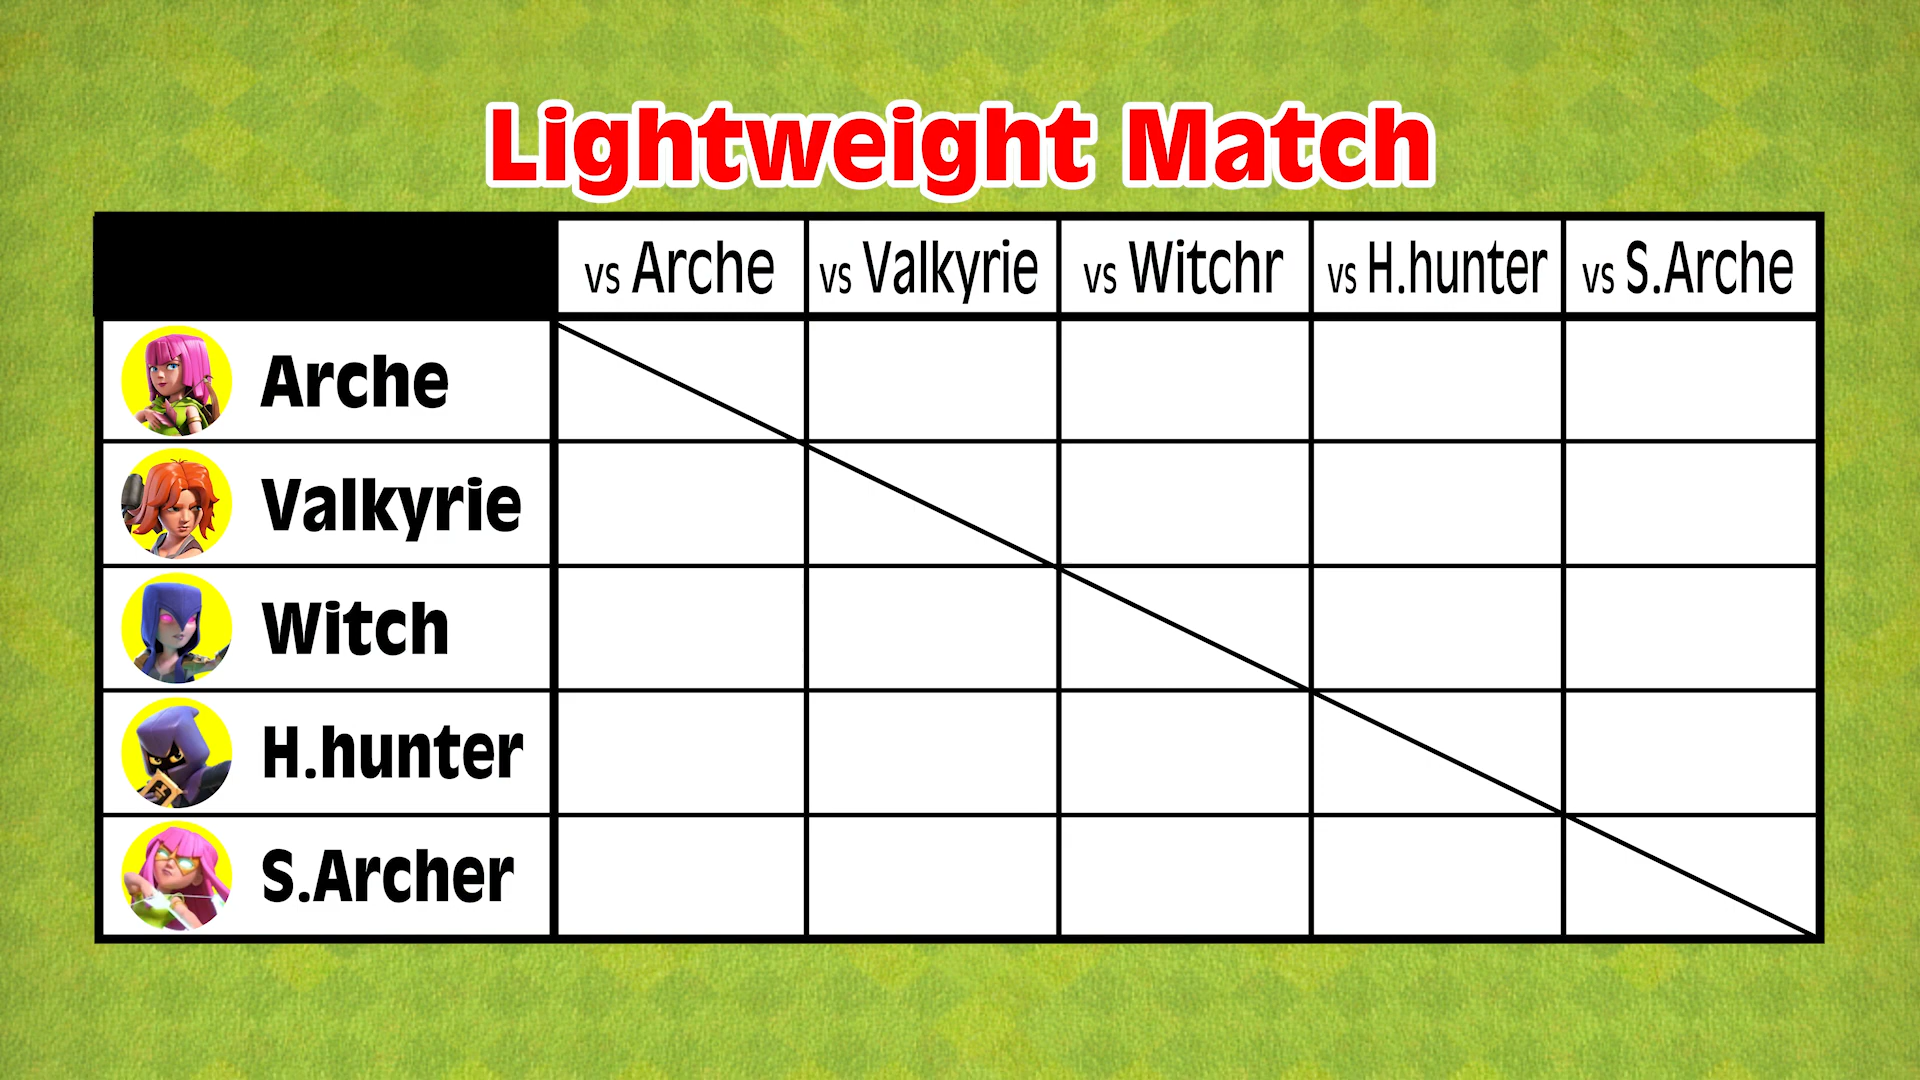 Lightweight Match
vs Arche vs Valkyrie vs Witchr vs H.hunter vs S.Arche
Arche
Valkyrie
Witch
H.hunter
S.Archer